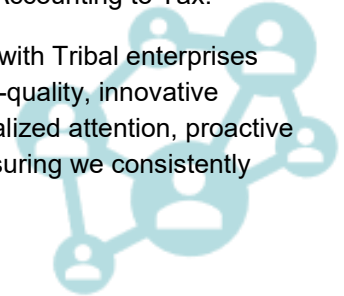 Accounting to Tax.
with Tribal enterprises
-quality, innovative
alized attention, proactive
suring we consistently